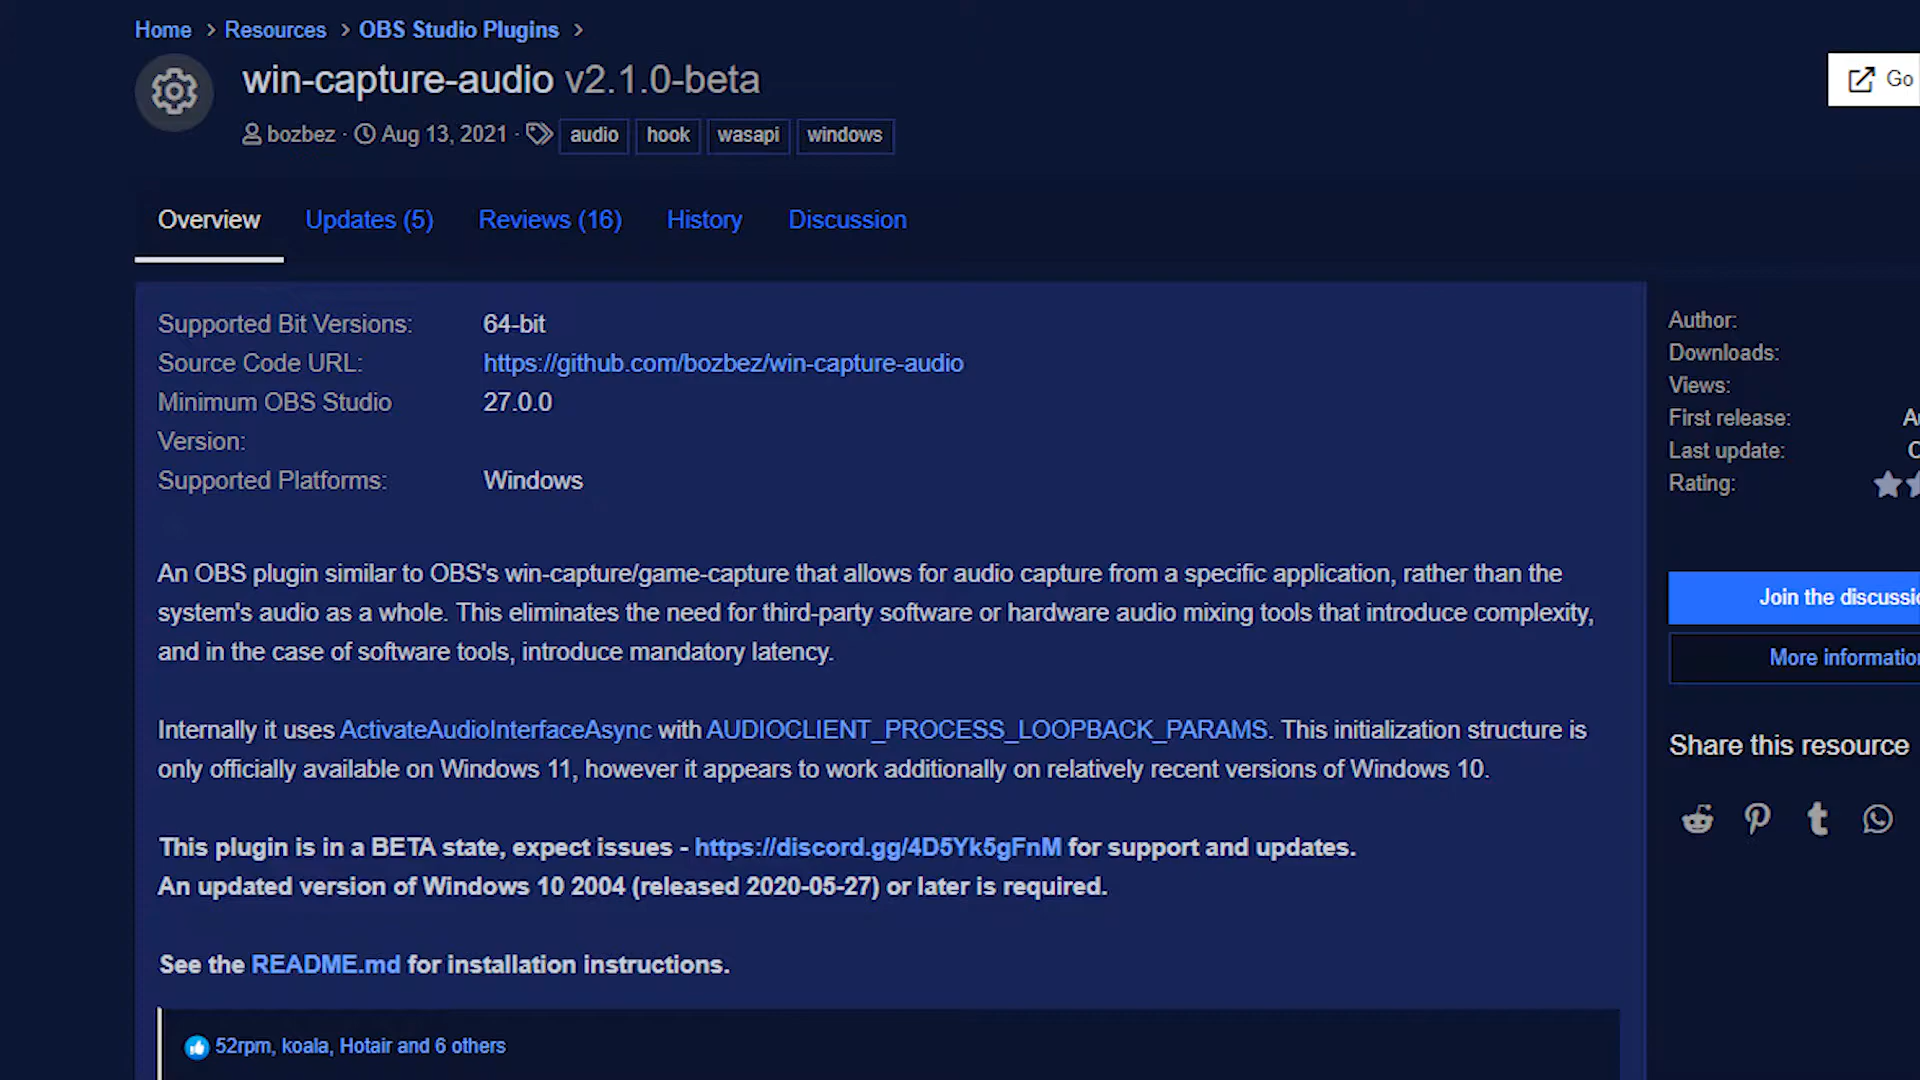 Home > Resources > OBS Studio Plugins >
win-capture-audio v2.1.0-beta
Go
bozbez · Aug 13, 2021 · audio hook wasapi windows
Overview Updates (5) Reviews (16) History Discussion
Supported Bit Versions: 64-bit
Source Code URL: https://github.com/bozbez/win-capture-audio
Minimum OBS Studio 27.0.0
Version:
Supported Platforms: Windows
An OBS plugin similar to OBS's win-capture/game-capture that allows for audio capture from a specific application, rather than the
system's audio as a whole. This eliminates the need for third-party software or hardware audio mixing tools that introduce complexity,
and in the case of software tools, introduce mandatory latency.
Internally it uses ActivateAudioInterfaceAsync with AUDIOCLIENT_PROCESS_LOOPBACK_PARAMS. This initialization structure is
only officially available on Windows 11, however it appears to work additionally on relatively recent versions of Windows 10.
This plugin is in a BETA state, expect issues - https://discord.gg/4D5Yk5gFnM for support and updates.
An updated version of Windows 10 2004 (released 2020-05-27) or later is required.
See the README.md for installation instructions.
52rpm, koala, Hotair and 6 others
Author:
Downloads:
Views:
First release:
Last update:
Rating:
Join the
More
Share this resource